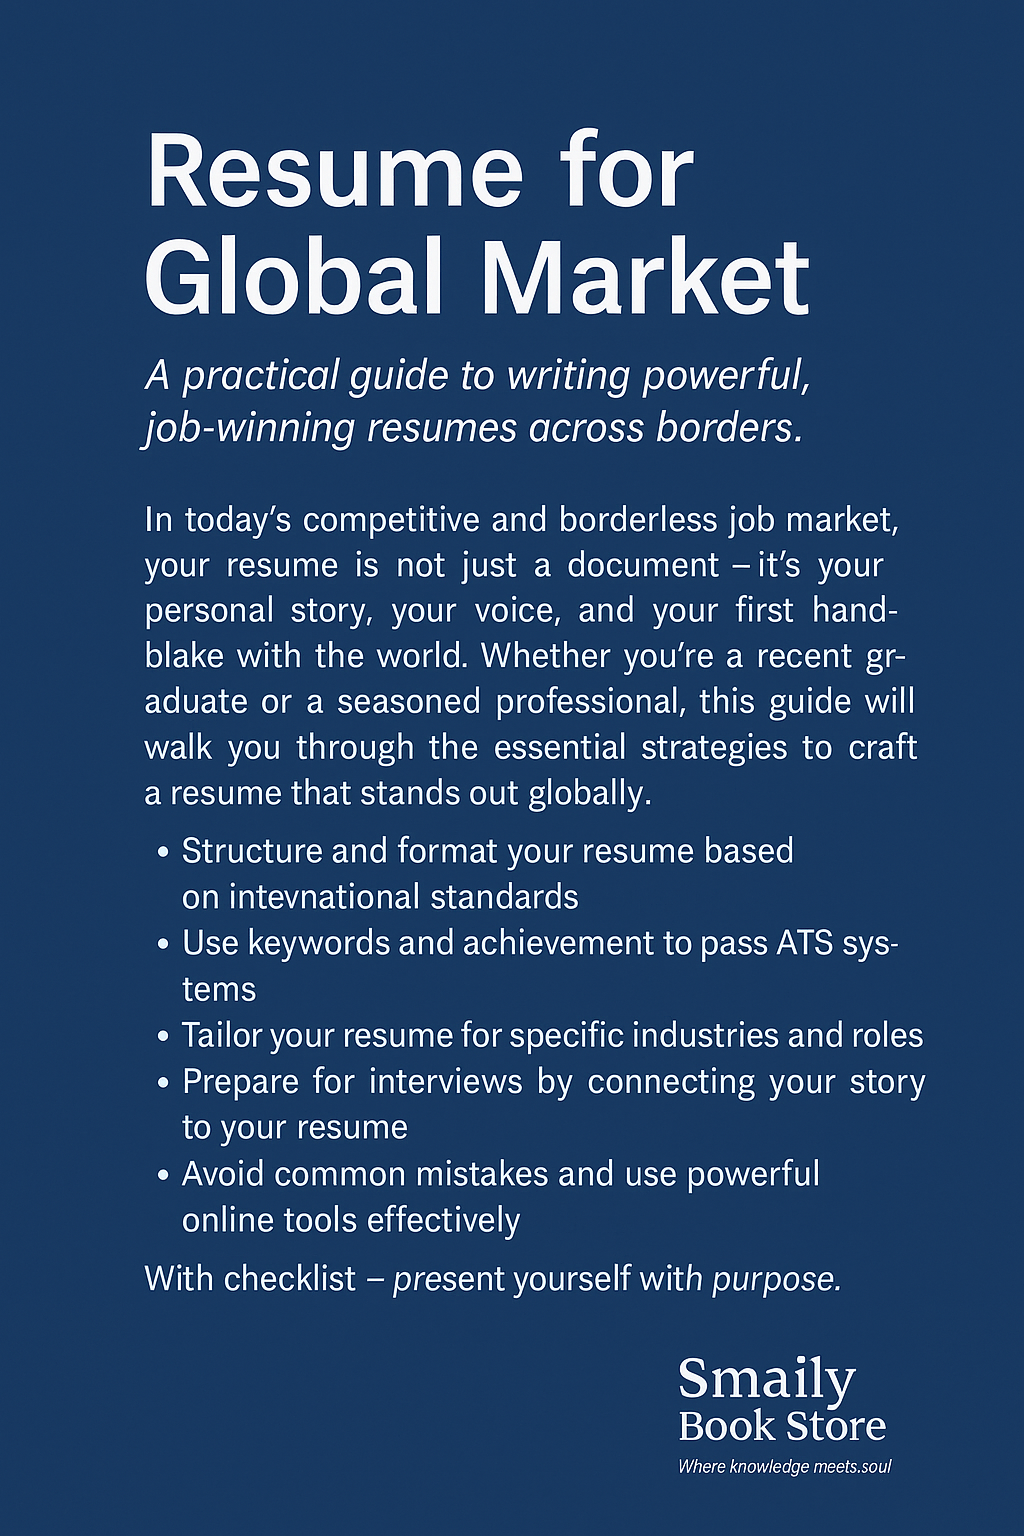 Resume for
Global Market
A practical guide to writing powerful,
job-winning resumes across borders.
In today’s competitive and borderless job market,
your resume is not just a document – it’s your
personal story, your voice, and your first hand-
blake with the world. Whether you’re a recent gr-
aduate or a seasoned professional, this guide will
walk you through the essential strategies to craft
a resume that stands out globally.
• Structure and format your resume based
on intevnational standards
• Use keywords and achievement to pass ATS sys-
tems
• Tailor your resume for specific industries and roles
• Prepare for interviews by connecting your story
to your resume
• Avoid common mistakes and use powerful
online tools effectively
With checklist – present yourself with purpose.
Smaily
Book Store
Where knowledge meets.soul